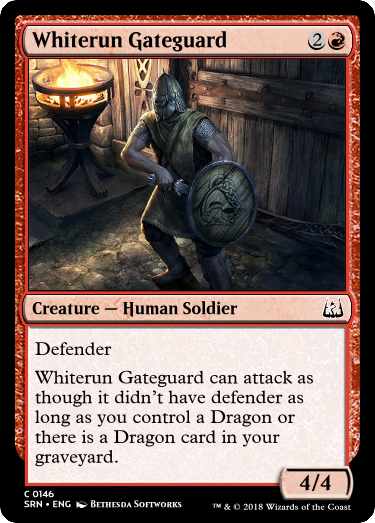 Whiterun Gateguard 2
Creature — Human Soldier
Defender
Whiterun Gateguard can attack as
though it didn't have defender as
long as you control a Dragon or
there is a Dragon card in your
graveyard.
4/4
C 0146
SRN • ENG Bethesda Softworks
™ & © 2018 Wizards of the Coast